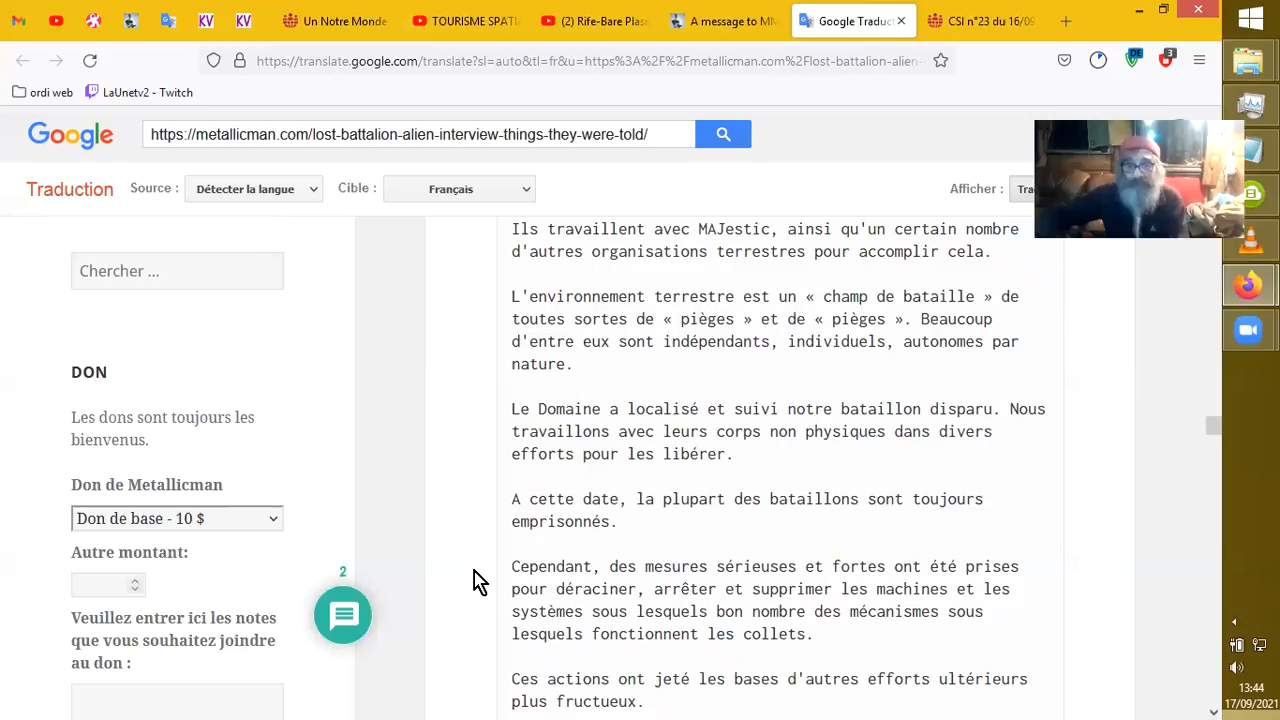 Un Notre Monde
TOURISME SPATI
(2) Rife-Bare Plasn
A message to MN
Google Traduct
CSI n°23 du 16/09
https://translate.google.com/translate?sl=auto&tl=fr&u=https%3A%2F%2Fmetallicman.com%2Flost-battalion-alien-
DE
3
ordi web
LaUnetv2 - Twitch
Google
https://metallicman.com/lost-battalion-alien-interview-things-they-were-told/
Traduction
Source :
Détecter la langue
Cible :
Français
Afficher :
Tra
KV
KV
Chercher ...
DON
Les dons sont toujours les
bienvenus.
Don de Metallicman
Don de base - 10 $
Autre montant:
Veuillez entrer ici les notes
que vous souhaitez joindre
au don :
2
Ils travaillent avec MAJestic, ainsi qu'un certain nombre
d'autres organisations terrestres pour accomplir cela.
L'environnement terrestre est un « champ de bataille » de
toutes sortes de « pièges » et de « pièges ». Beaucoup
d'entre eux sont indépendants, individuels, autonomes par
nature.
Le Domaine a localisé et suivi notre bataillon disparu. Nous
travaillons avec leurs corps non physiques dans divers
efforts pour les libérer.
A cette date, la plupart des bataillons sont toujours
emprisonnés.
Cependant, des mesures sérieuses et fortes ont été prises
pour déraciner, arrêter et supprimer les machines et les
systèmes sous lesquels bon nombre des mécanismes sous
lesquels fonctionnent les collets.
Ces actions ont jeté les bases d'autres efforts ultérieurs
plus fructueux.
13:44
17/09/2021